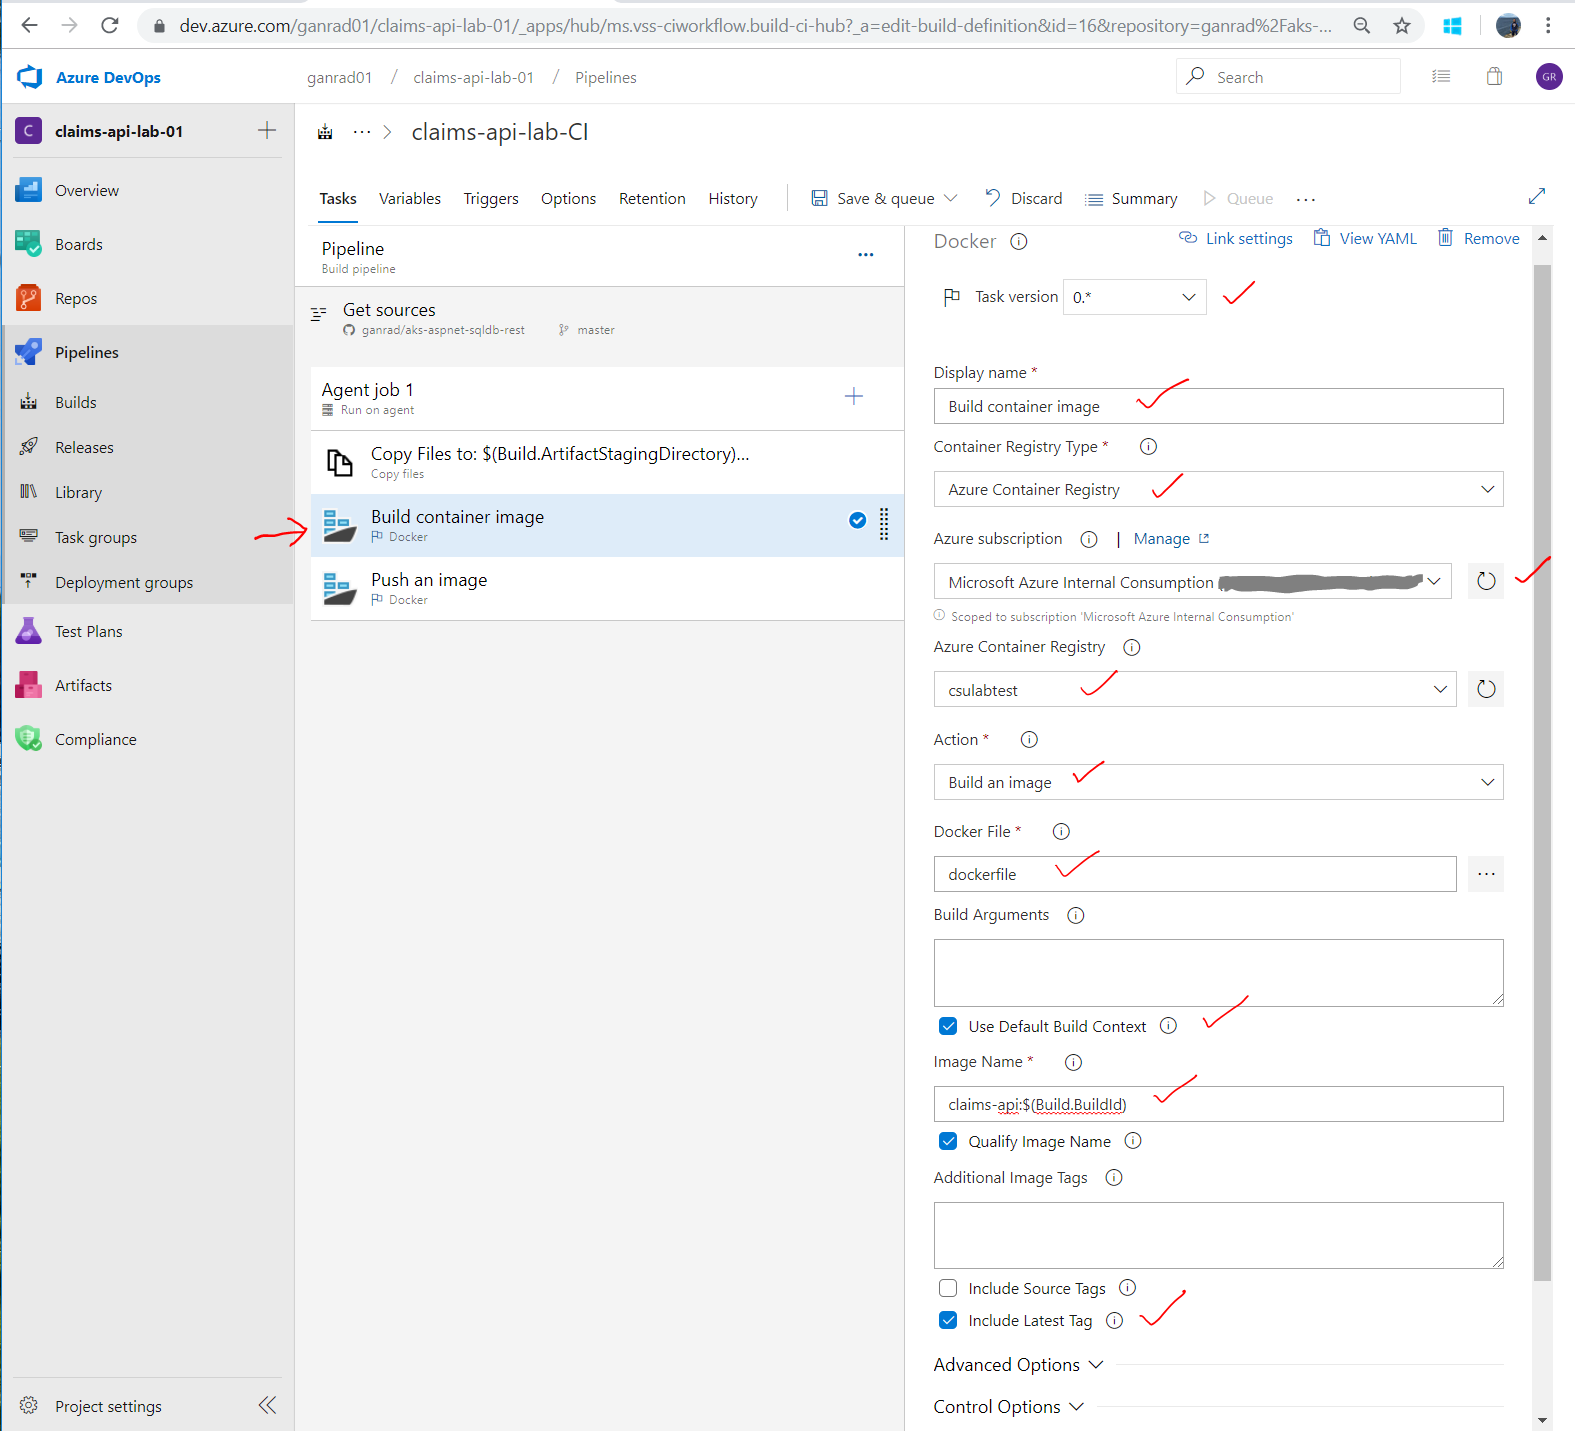 dev.azure.com/ganrad01/claims-api-lab-01/_apps/hub/ms.vss-ciworkflow.build-ci-hub?_a=edit-build-definition&id=16&repository=ganrad%2Faks-...
Azure DevOps
ganrad01 / claims-api-lab-01 / Pipelines
Search
GR
C claims-api-lab-01
Overview
Boards
Repos
Pipelines
Builds
Releases
Library
Task groups
Deployment groups
Test Plans
Artifacts
Compliance
Project settings
... > claims-api-lab-CI
Tasks Variables Triggers Options Retention History Save & queue Discard Summary Queue ...
Pipeline ...
Build pipeline
Get sources
ganrad/aks-aspnet-sqldb-rest master
Agent job 1
Run on agent
Copy Files to: $(Build.ArtifactStagingDirectory)...
Copy files
Build container image
Docker
Push an image
Docker
Docker Link settings View YAML Remove
Task version 0.*
Display name *
Build container image
Container Registry Type *
Azure Container Registry
Azure subscription | Manage
Microsoft Azure Internal Consumption
Scoped to subscription 'Microsoft Azure Internal Consumption'
Azure Container Registry
csulabtest
Action *
Build an image
Docker File *
dockerfile ...
Build Arguments
Use Default Build Context
Image Name *
claims-api:$(Build.BuildId)
Qualify Image Name
Additional Image Tags
Include Source Tags
Include Latest Tag
Advanced Options
Control Options